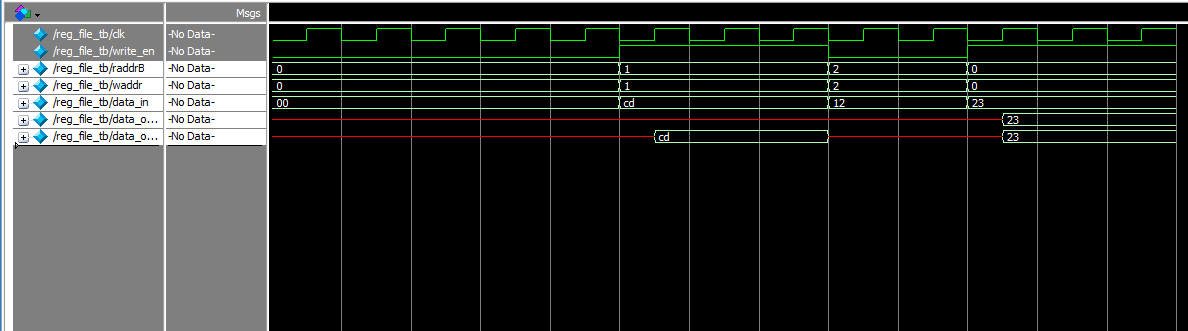 Msgs
/reg_file_tb/clk -No Data-
/reg_file_tb/write_en -No Data-
/reg_file_tb/raddrB -No Data- 0 1 2 0
/reg_file_tb/waddr -No Data- 0 1 2 0
/reg_file_tb/data_in -No Data- 00 cd 12 23
/reg_file_tb/data_o... -No Data- 23
/reg_file_tb/data_o... -No Data- cd 23